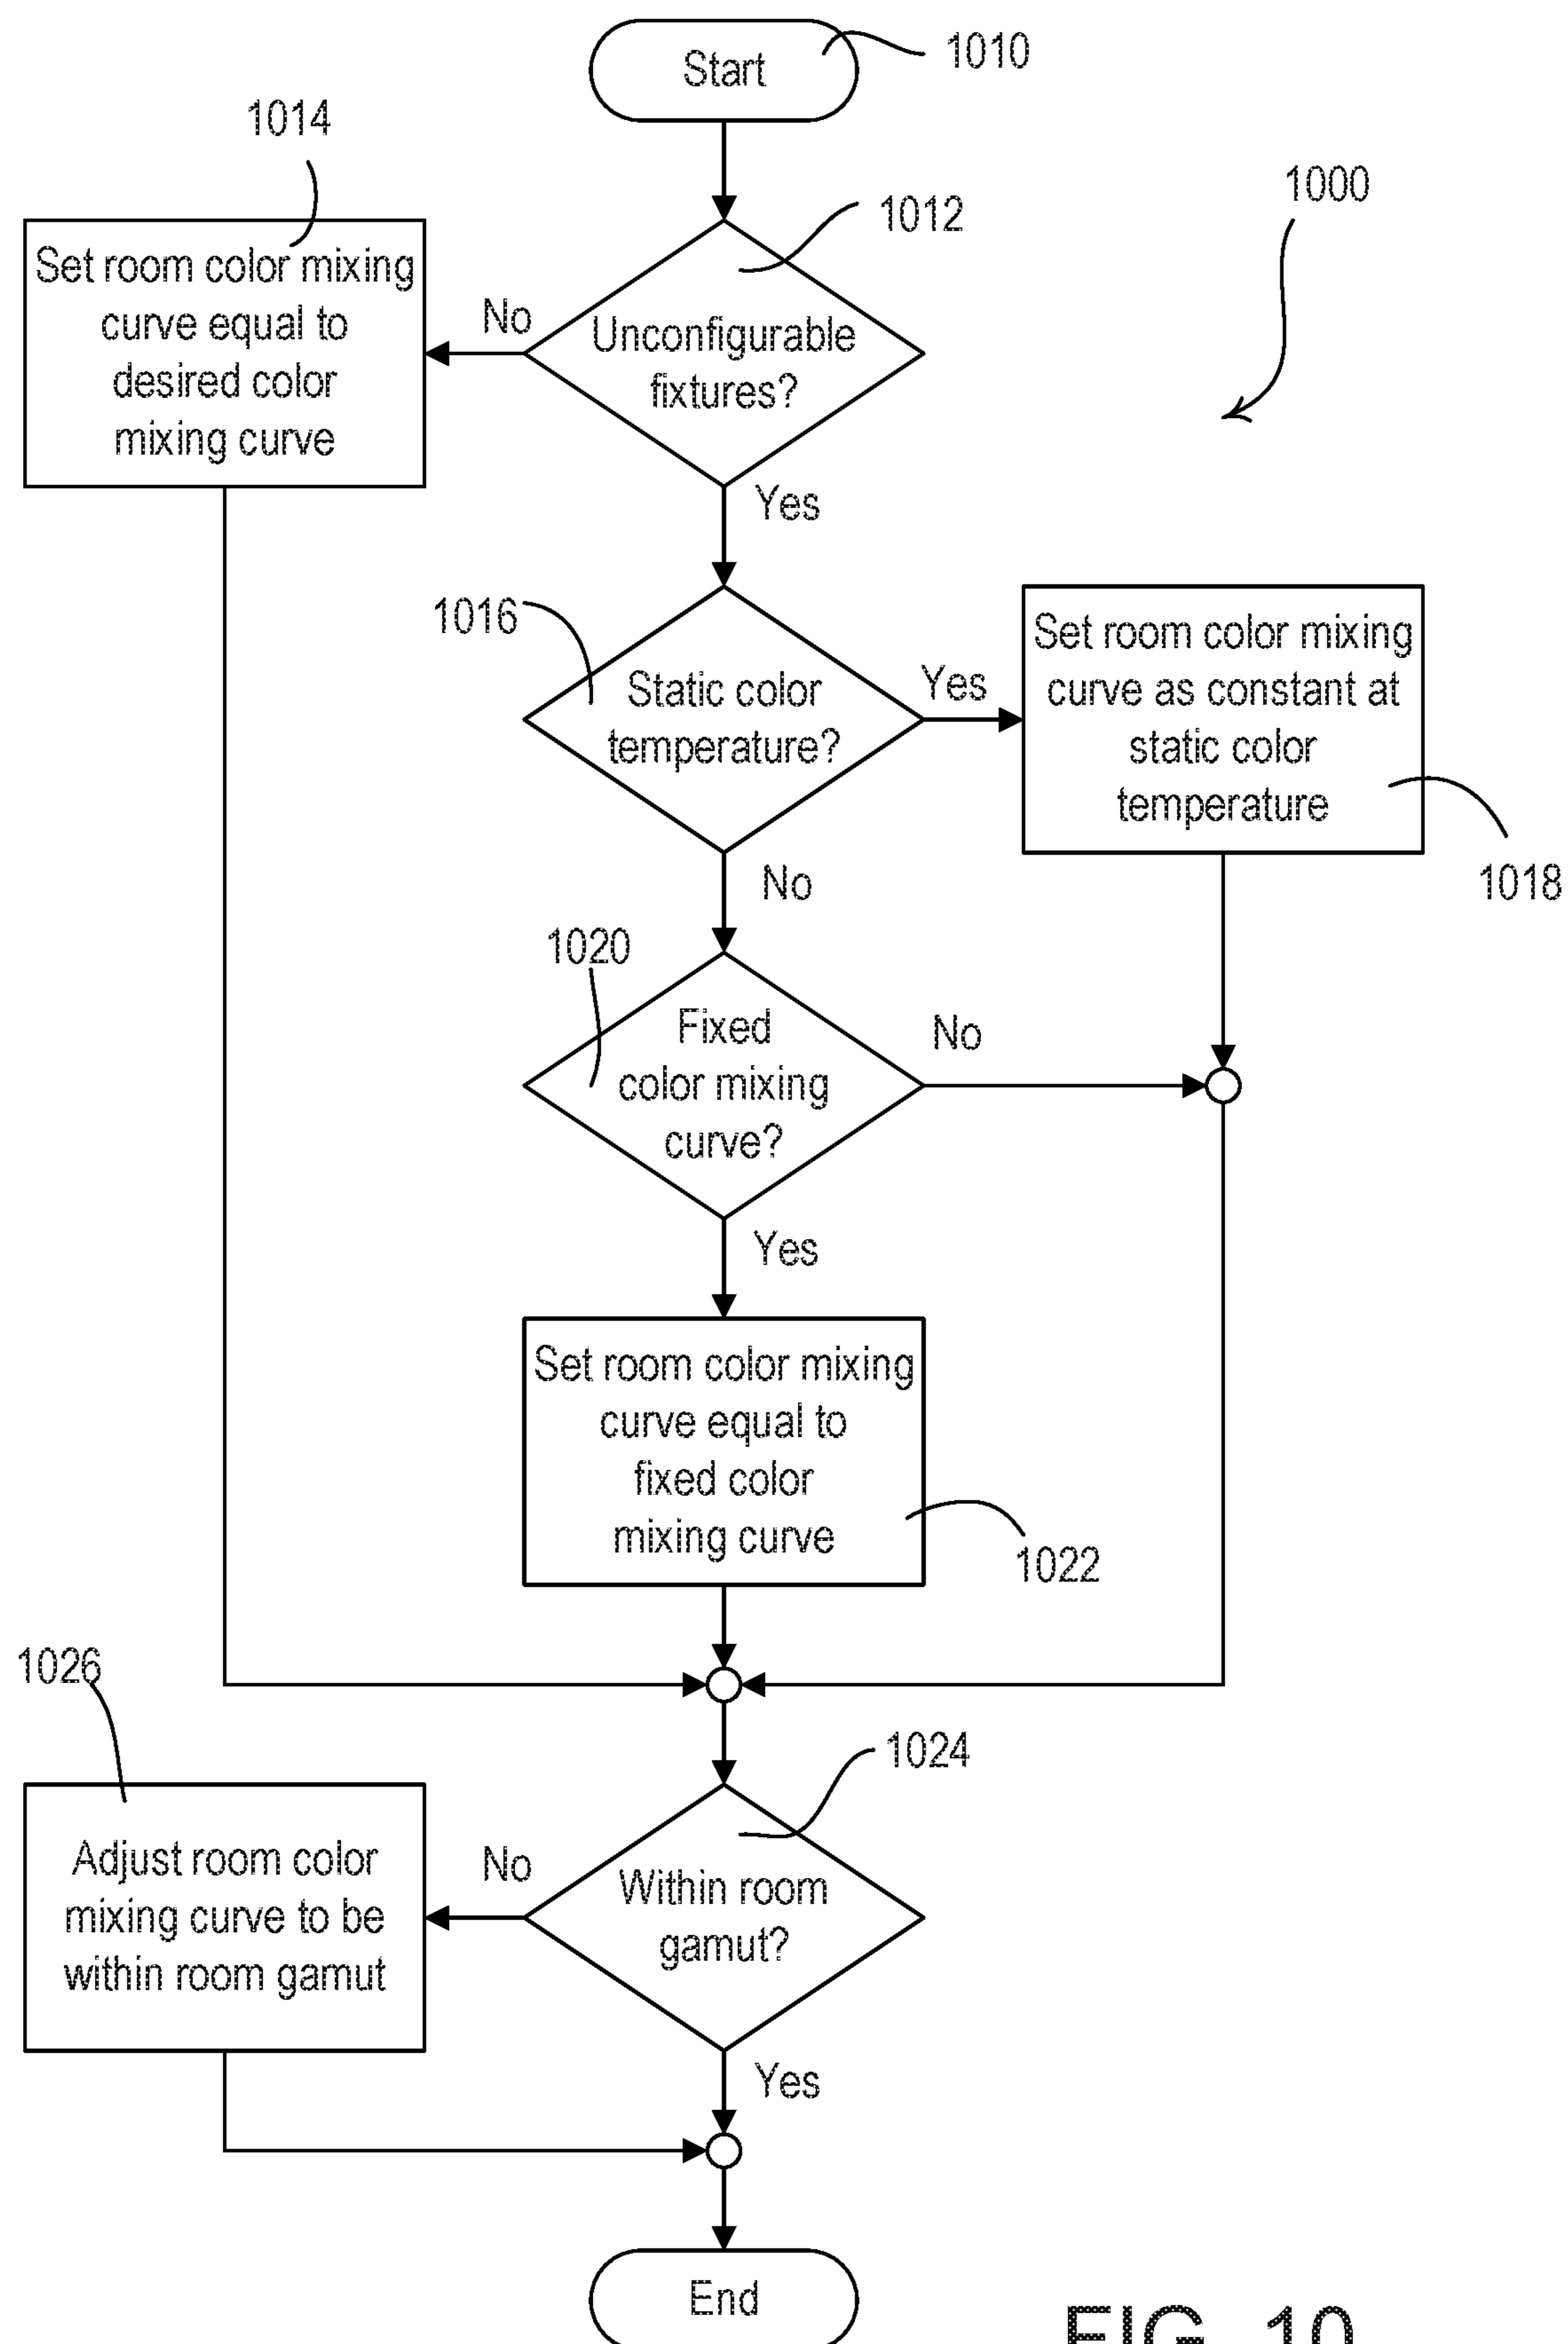 Start
1010
1014
1000
1012
Set room color mixing
curve equal to
desired color
mixing curve
No
Unconfigurable
fixtures?
Yes
1016
Static color
temperature?
Yes
Set room color mixing
curve as constant at
static color
temperature
1018
No
1020
Fixed
color mixing
curve?
No
Yes
Set room color mixing
curve equal to
fixed color
mixing curve
1022
1026
1024
Adjust room color
mixing curve to be
within room gamut
No
Within room
gamut?
Yes
End
FIG. 10